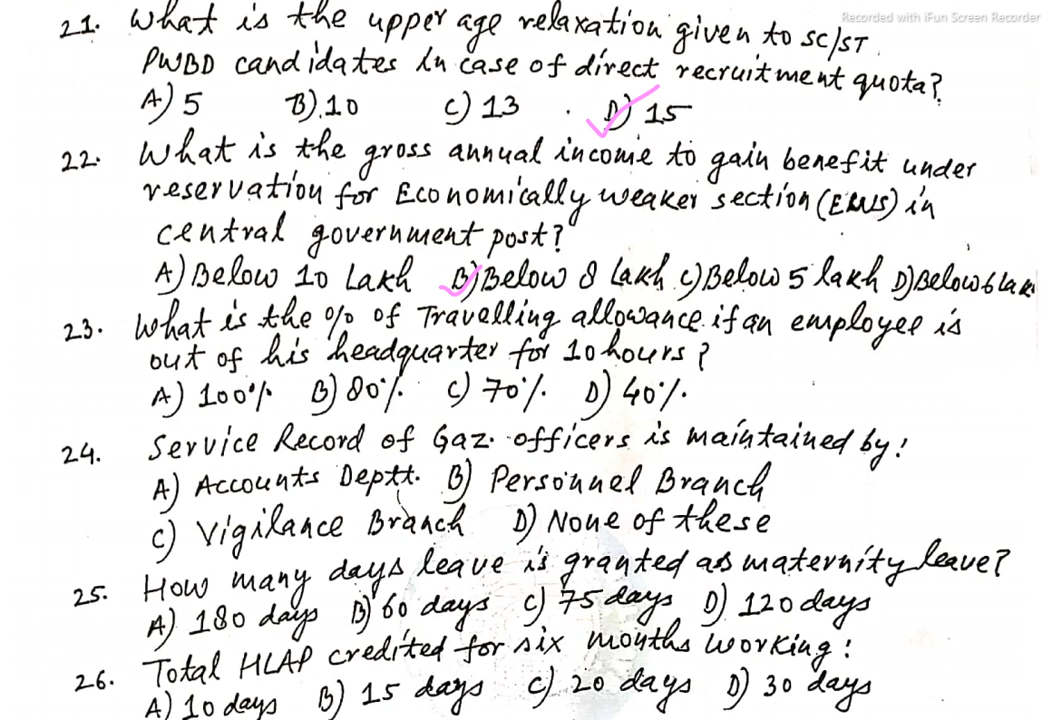 Recorded with iFun Screen Recorder
21. What is the upper age relaxation given to SC/ST
PWBD candidates in case of direct recruitment quota?
A) 5 B) 10 C) 13 D) 15
22. What is the gross annual income to gain benefit under
reservation for Economically weaker section (EWS) in
central government post?
A) Below 10 Lakh B) Below 8 Lakh C) Below 5 lakh D) Below 6 Lakh
23. What is the % of Travelling allowance if an employee is
out of his headquarter for 10 hours?
A) 100% B) 80% C) 70% D) 40%.
24. Service Record of Gaz. officers is maintained by:
A) Accounts Deptt. B) Personnel Branch
C) Vigilance Branch D) None of these
25. How many days leave is granted as maternity leave?
A) 180 days B) 60 days C) 75 days D) 120 days
26. Total HLAP credited for six months working:
A) 10 days B) 15 days C) 20 days D) 30 days